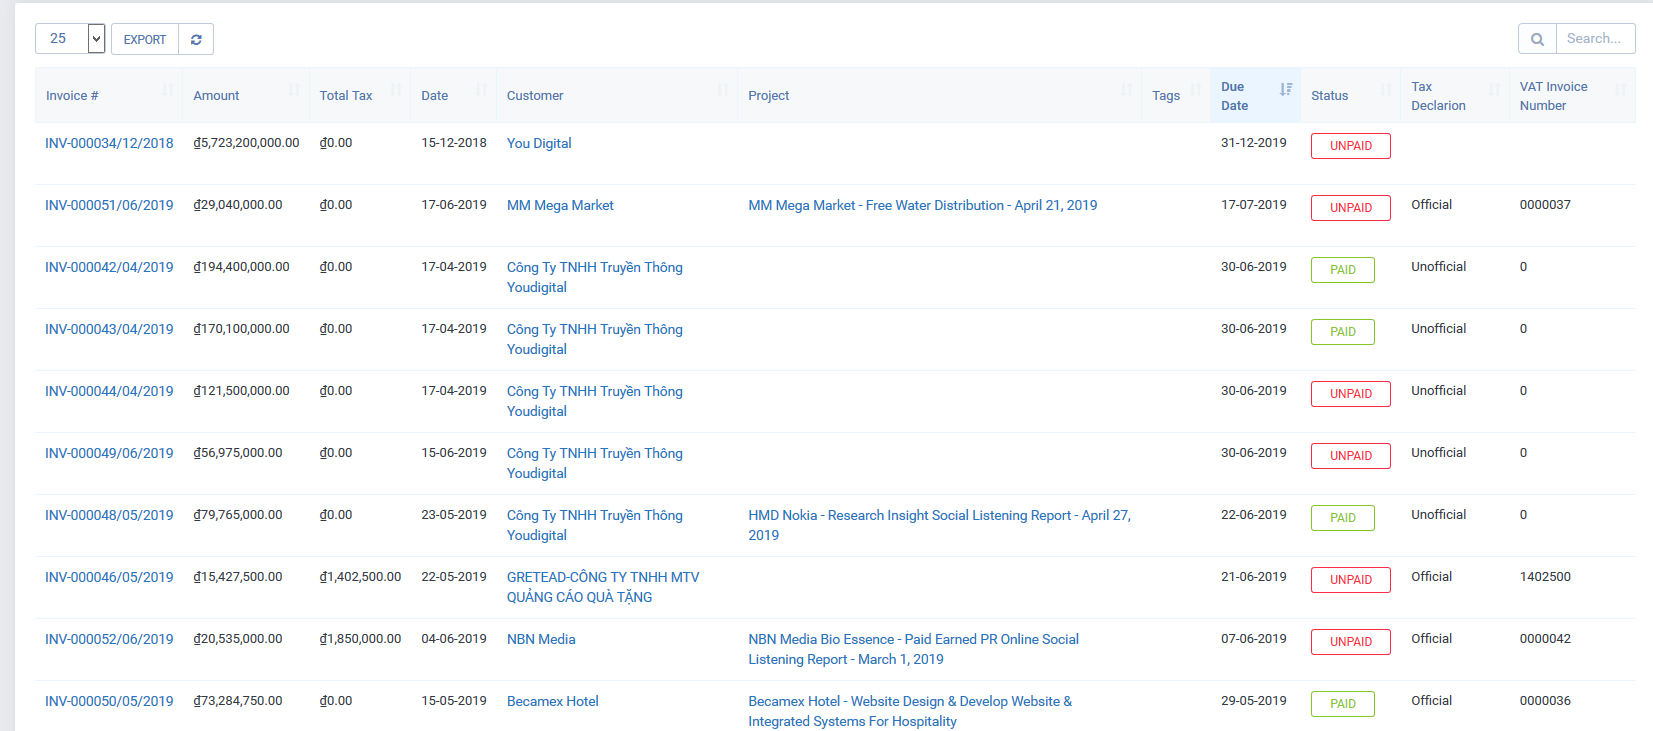 25 EXPORT Search...
Invoice # Amount Total Tax Date Customer Project Tags Due Date Status Tax Declarion VAT Invoice Number
INV-000034/12/2018 ₫5,723,200,000.00 ₫0.00 15-12-2018 You Digital 31-12-2019 UNPAID
INV-000051/06/2019 ₫29,040,000.00 ₫0.00 17-06-2019 MM Mega Market MM Mega Market - Free Water Distribution - April 21, 2019 17-07-2019 UNPAID Official 0000037
INV-000042/04/2019 ₫194,400,000.00 ₫0.00 17-04-2019 Công Ty TNHH Truyền Thông 30-06-2019 PAID Unofficial 0
Youdigital
INV-000043/04/2019 ₫170,100,000.00 ₫0.00 17-04-2019 Công Ty TNHH Truyền Thông 30-06-2019 PAID Unofficial 0
Youdigital
INV-000044/04/2019 ₫121,500,000.00 ₫0.00 17-04-2019 Công Ty TNHH Truyền Thông 30-06-2019 UNPAID Unofficial 0
Youdigital
INV-000049/06/2019 ₫56,975,000.00 ₫0.00 15-06-2019 Công Ty TNHH Truyền Thông 30-06-2019 UNPAID Unofficial 0
Youdigital
INV-000048/05/2019 ₫79,765,000.00 ₫0.00 23-05-2019 Công Ty TNHH Truyền Thông HMD Nokia - Research Insight Social Listening Report - April 27, 22-06-2019 PAID Unofficial 0
Youdigital 2019
INV-000046/05/2019 ₫15,427,500.00 ₫1,402,500.00 22-05-2019 GRETEAD-CÔNG TY TNHH MTV 21-06-2019 UNPAID Official 1402500
QUẢNG CÁO QUÀ TẶNG
INV-000052/06/2019 ₫20,535,000.00 ₫1,850,000.00 04-06-2019 NBN Media NBN Media Bio Essence - Paid Earned PR Online Social 07-06-2019 UNPAID Official 0000042
Listening Report - March 1, 2019
INV-000050/05/2019 ₫73,284,750.00 ₫0.00 15-05-2019 Becamex Hotel Becamex Hotel - Website Design & Develop Website & 29-05-2019 PAID Official 0000036
Integrated Systems For Hospitality